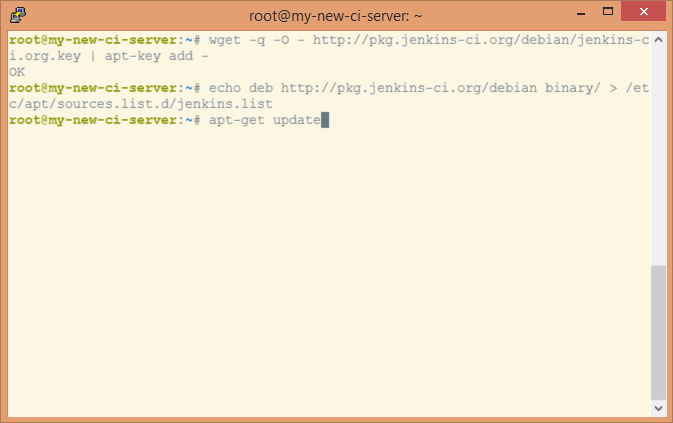 root@my-new-ci-server: ~
root@my-new-ci-server:~# wget -q -O - http://pkg.jenkins-ci.org/debian/jenkins-c
i.org.key | apt-key add -
OK
root@my-new-ci-server:~# echo deb http://pkg.jenkins-ci.org/debian binary/ > /et
c/apt/sources.list.d/jenkins.list
root@my-new-ci-server:~# apt-get update